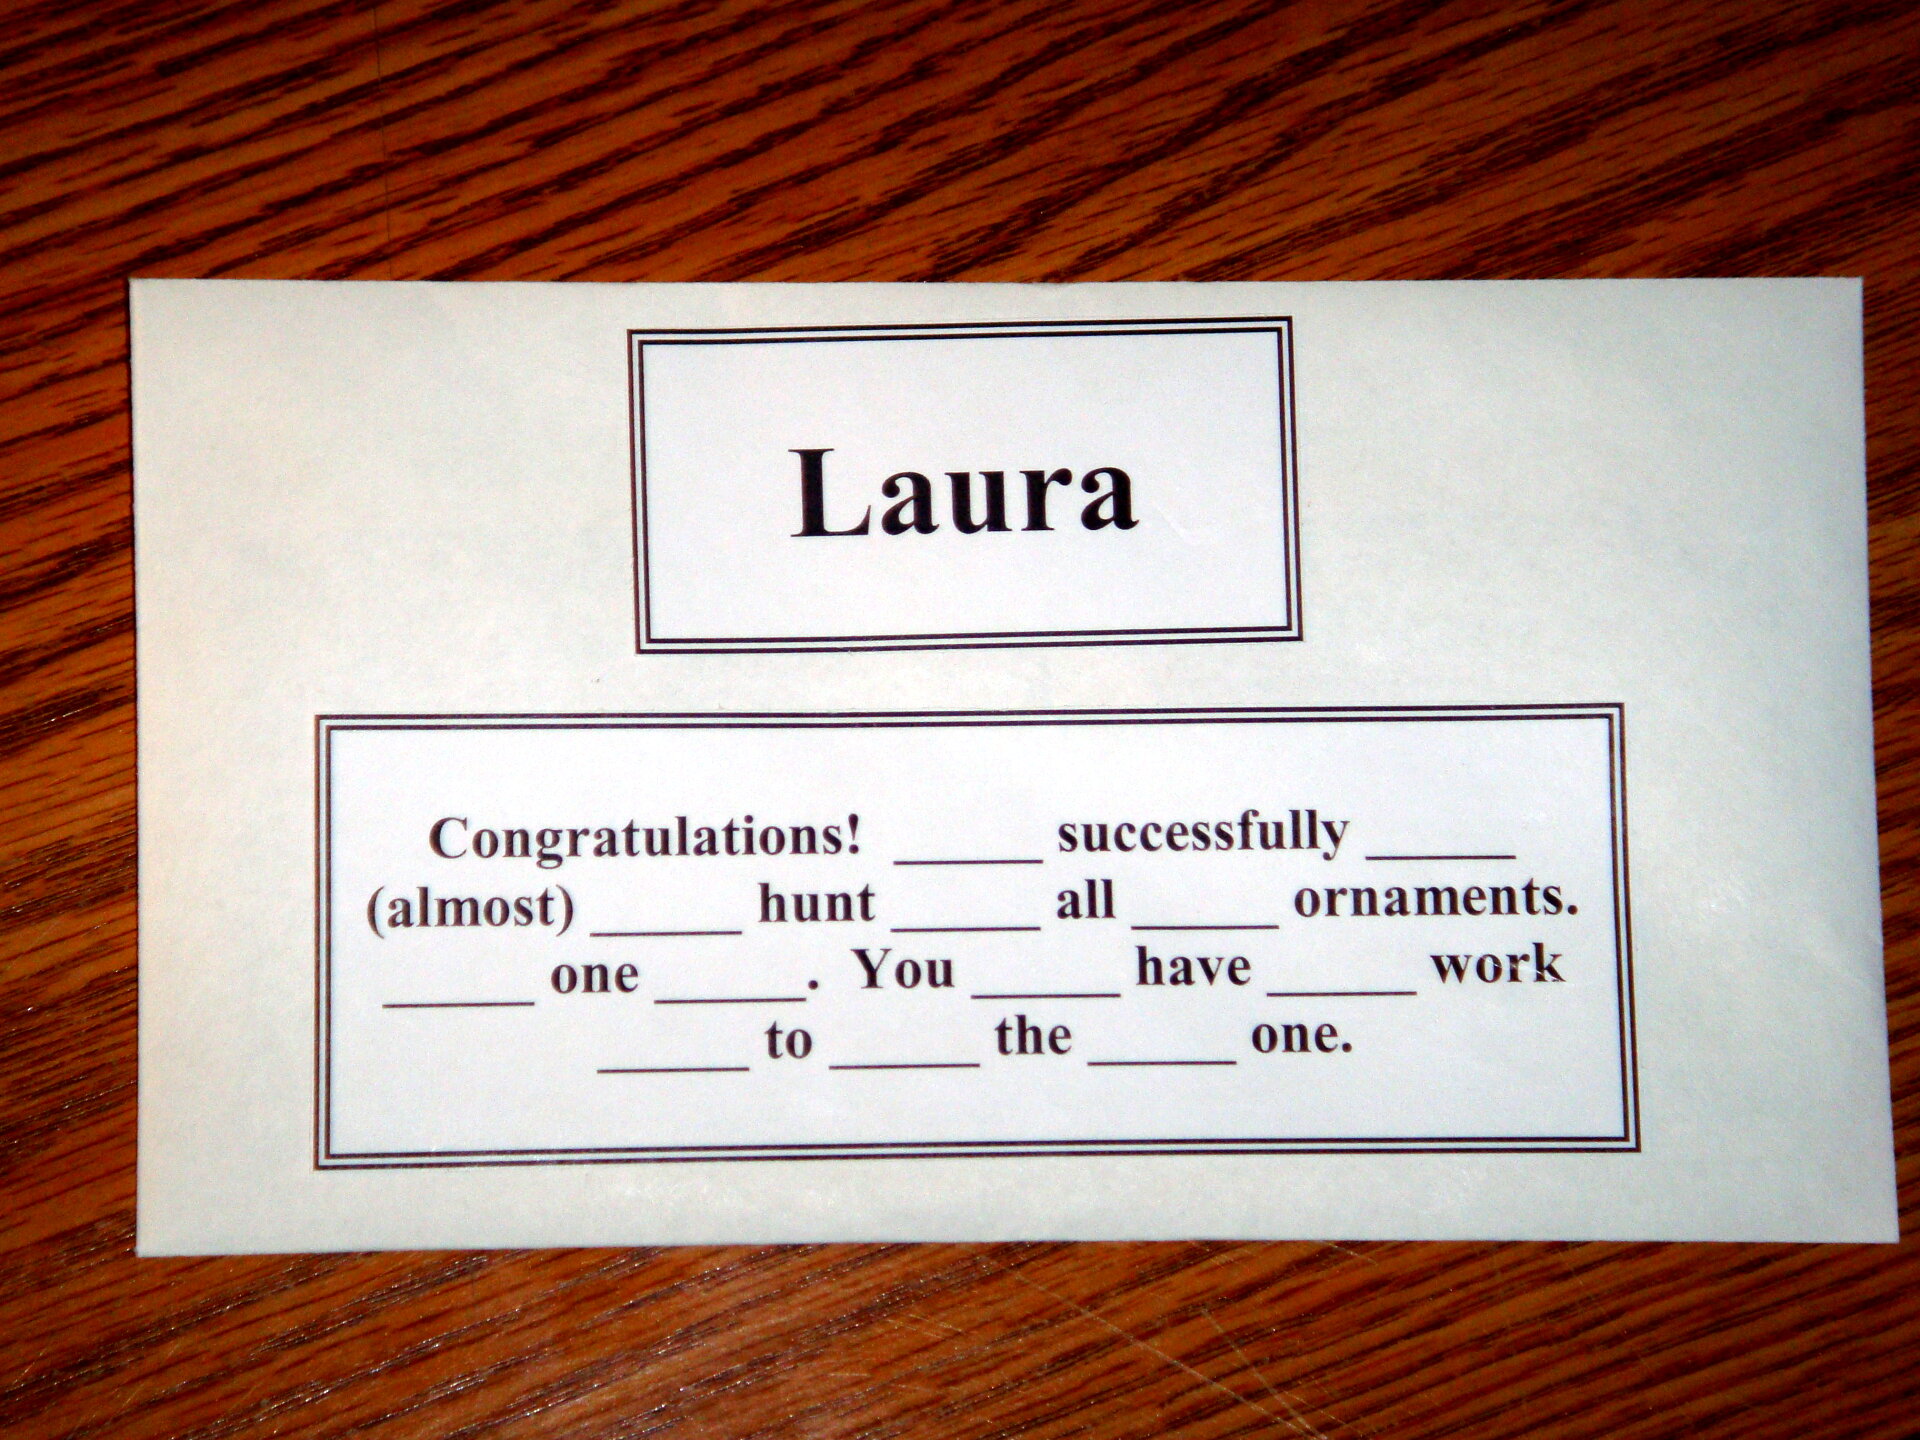 Laura
Congratulations! _____ successfully _____
(almost) _____ hunt _____ all _____ ornaments.
_____ one _____. You _____ have _____ work
_____ to _____ the _____ one.